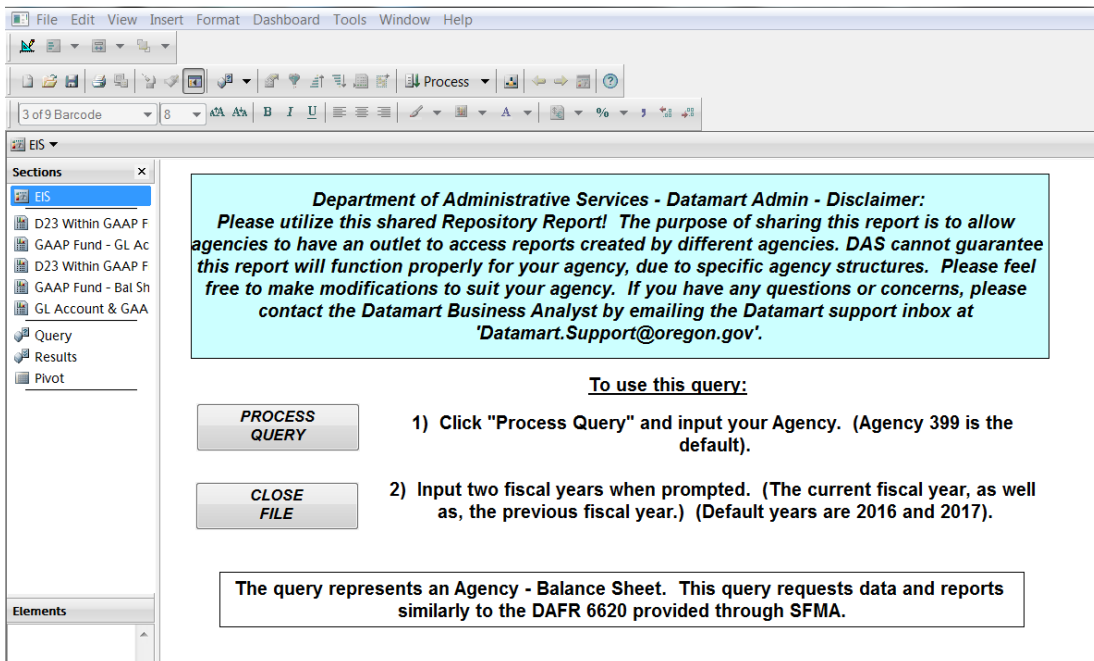 File Edit View Insert Format Dashboard Tools Window Help
Process
3 of 9 Barcode 8 B I U A %
EIS
Sections x
EIS
D23 Within GAAP F
GAAP Fund - GL Ac
D23 Within GAAP F
GAAP Fund - Bal Sh
GL Account & GAA
Query
Results
Pivot
Elements
Department of Administrative Services - Datamart Admin - Disclaimer:
Please utilize this shared Repository Report! The purpose of sharing this report is to allow
agencies to have an outlet to access reports created by different agencies. DAS cannot guarantee
this report will function properly for your agency, due to specific agency structures. Please feel
free to make modifications to suit your agency. If you have any questions or concerns, please
contact the Datamart Business Analyst by emailing the Datamart support inbox at
'Datamart.Support@oregon.gov'.
To use this query:
PROCESS
QUERY
1) Click "Process Query" and input your Agency. (Agency 399 is the
default).
CLOSE
FILE
2) Input two fiscal years when prompted. (The current fiscal year, as well
as, the previous fiscal year.) (Default years are 2016 and 2017).
The query represents an Agency - Balance Sheet. This query requests data and reports
similarly to the DAFR 6620 provided through SFMA.